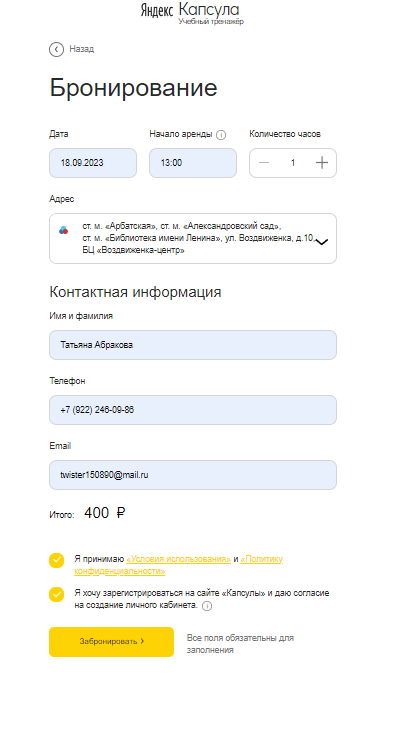 Яндекс Капсула
Учебный тренажёр
Назад
Бронирование
Дата Начало аренды Количество часов
18.09.2023 13:00 1
Адрес
ст. м. «Арбатская», ст. м. «Александровский сад»,
ст. м. «Библиотека имени Ленина», ул. Воздвиженка, д.10.
БЦ «Воздвиженка-центр»
Контактная информация
Имя и фамилия
Татьяна Абракова
Телефон
+7 (922) 246-09-86
Email
twister150890@mail.ru
Итого: 400 ₽
Я принимаю «Условия использования» и «Политику
конфиденциальности»
Я хочу зарегистрироваться на сайте «Капсулы» и даю согласие
на создание личного кабинета.
Забронировать
Все поля обязательны для
заполнения